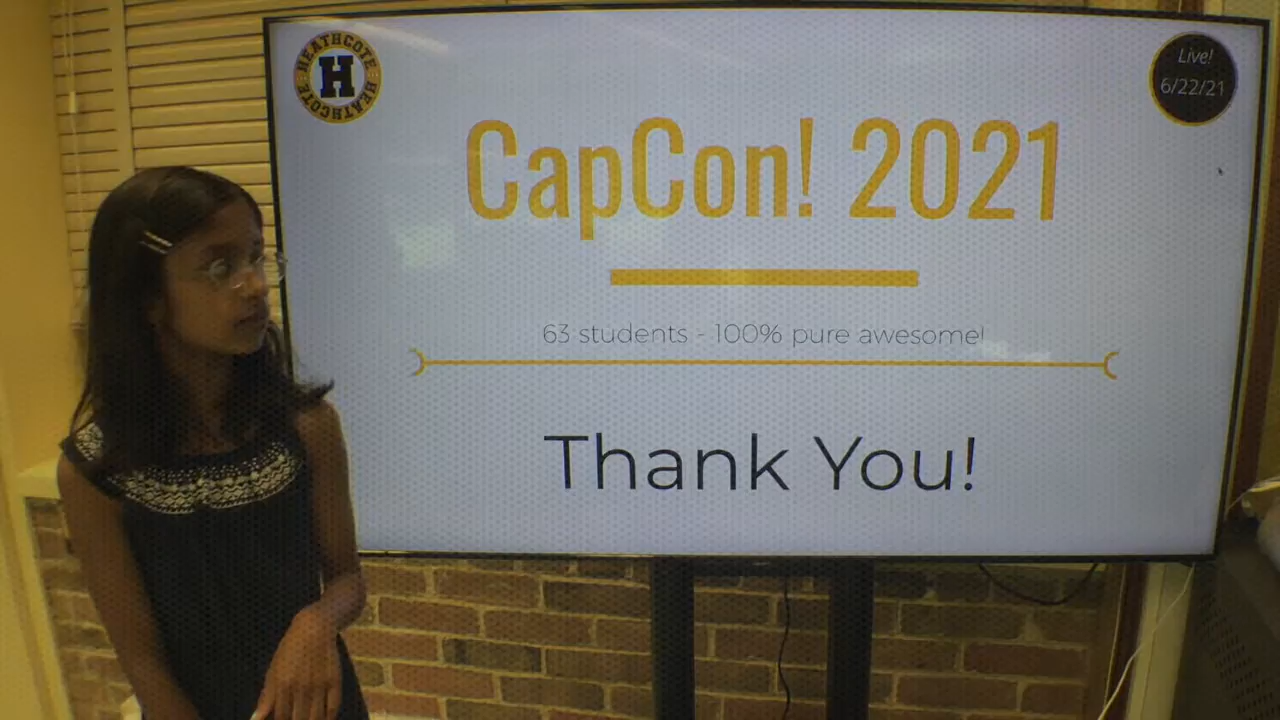 HEATHCOTE
H
HEATHCOTE
Live!
6/22/21
CapCon! 2021
63 students - 100% pure awesome!
Thank You!